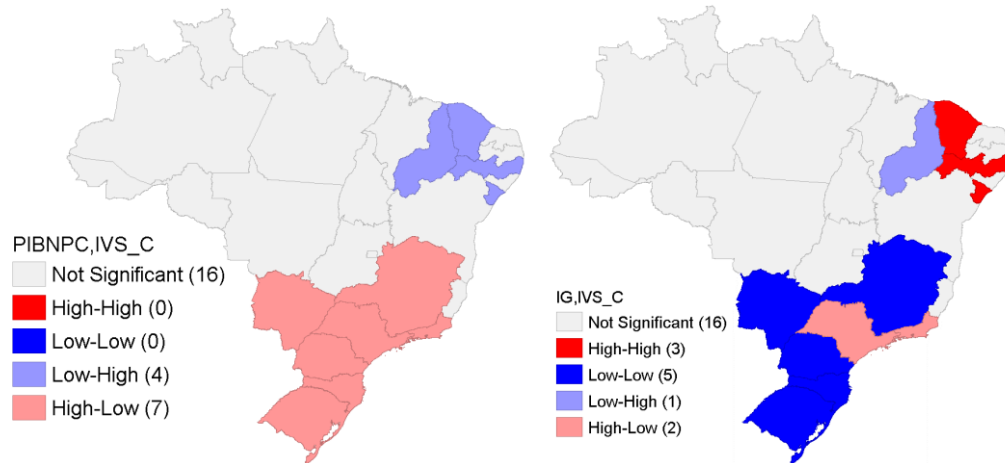 PIBNPC,IVS_C
Not Significant (16)
High-High (0)
Low-Low (0)
Low-High (4)
High-Low (7)
IG,IVS_C
Not Significant (16)
High-High (3)
Low-Low (5)
Low-High (1)
High-Low (2)